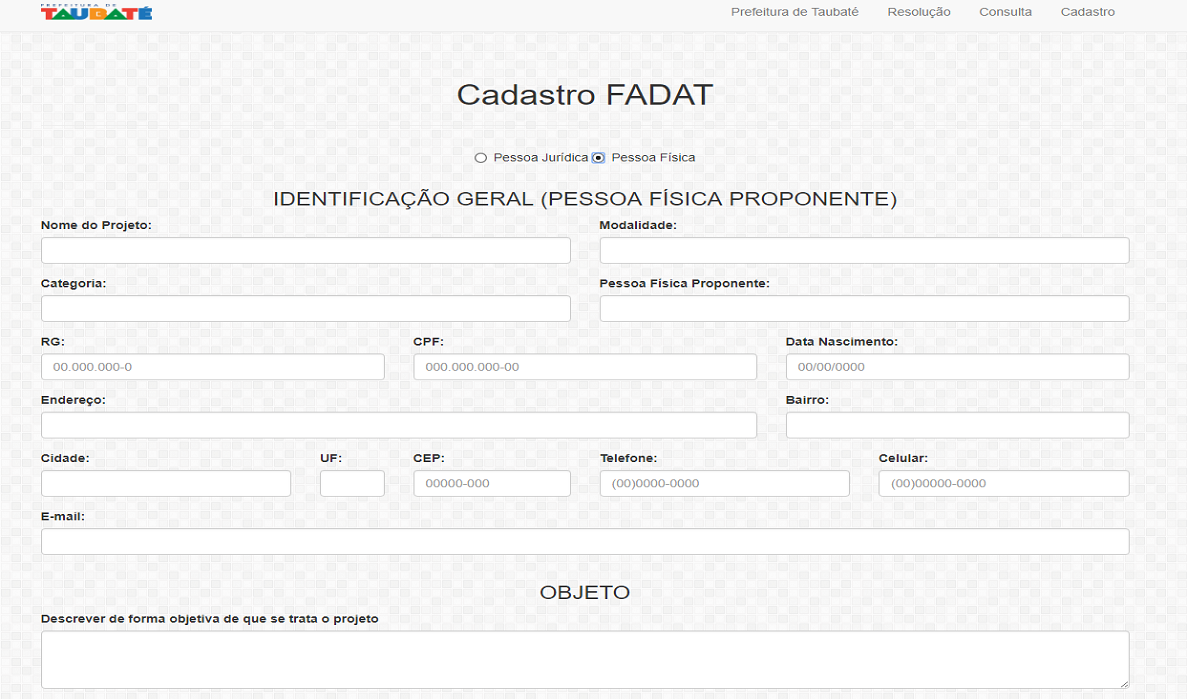 PREFEITURA DE
TAUBATÉ
Prefeitura de Taubaté Resolução Consulta Cadastro
Cadastro FADAT
Pessoa Jurídica Pessoa Física
IDENTIFICAÇÃO GERAL (PESSOA FÍSICA PROPONENTE)
Nome do Projeto: Modalidade:
Categoria: Pessoa Física Proponente:
RG: CPF: Data Nascimento:
00.000.000-0 000.000.000-00 00/00/0000
Endereço: Bairro:
Cidade: UF: CEP: Telefone: Celular:
00000-000 (00)0000-0000 (00)00000-0000
E-mail:
OBJETO
Descrever de forma objetiva de que se trata o projeto